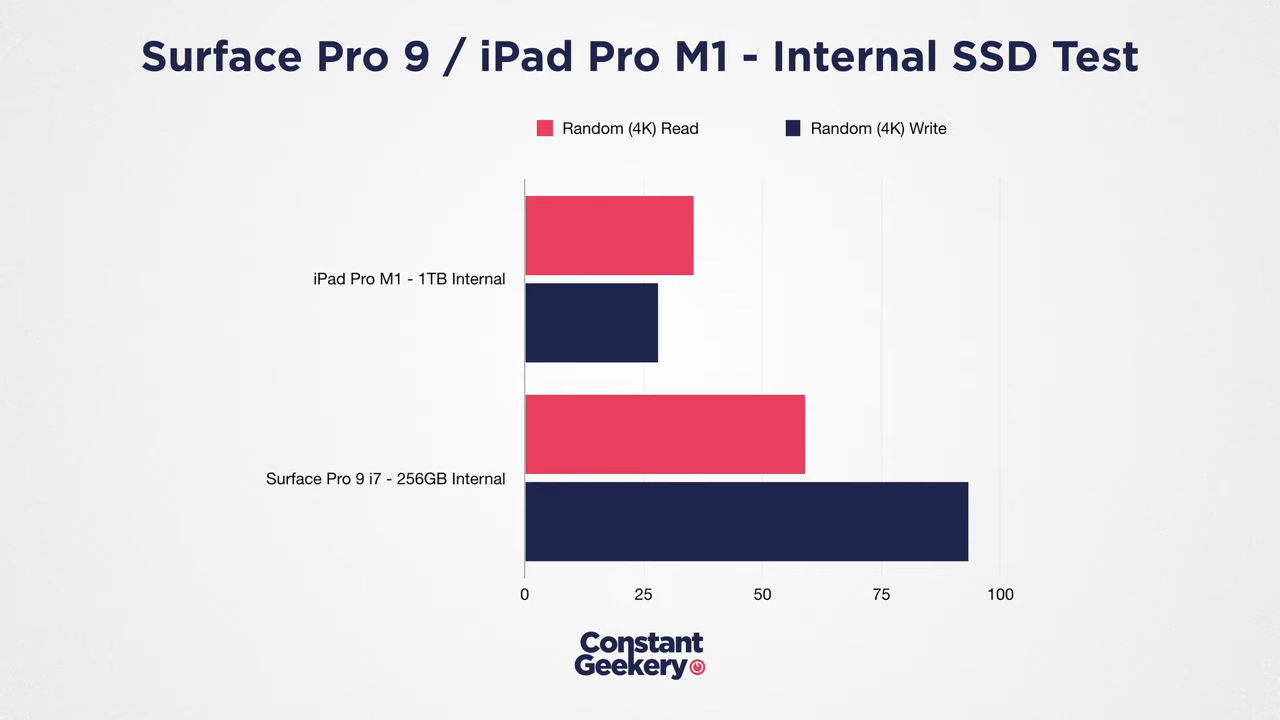 Surface Pro 9 / iPad Pro M1 - Internal SSD Test
Random (4K) Read
Random (4K) Write
iPad Pro M1 - 1TB Internal
Surface Pro 9 i7 - 256GB Internal
0 25 50 75 100
Constant
Geekery